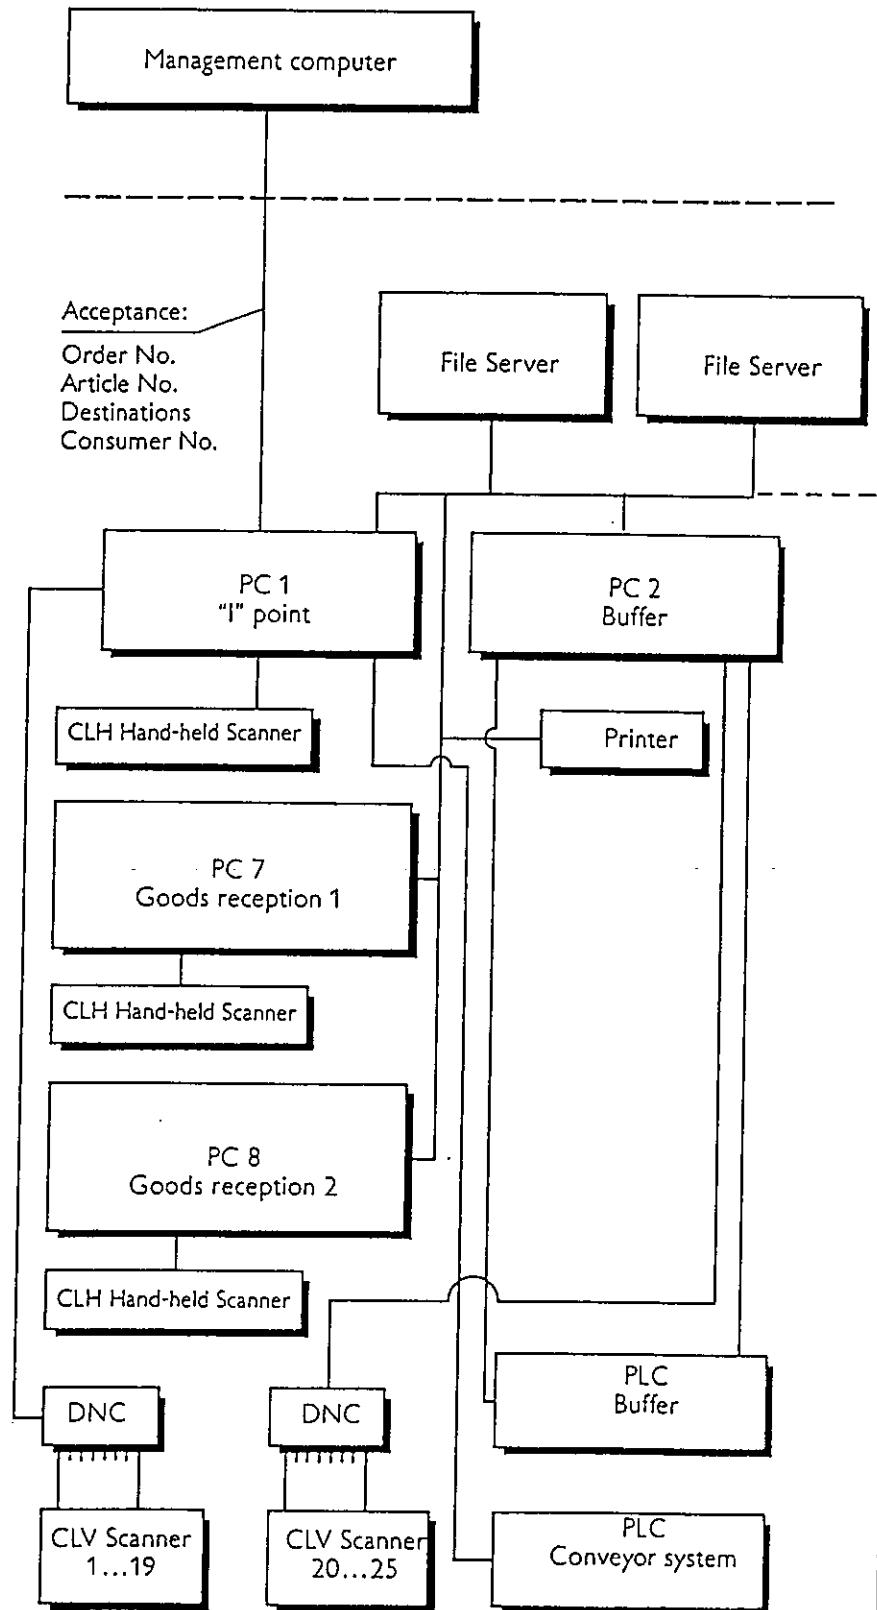 Management computer
Acceptance:
Order No.
Article No.
Destinations
Consumer No.
File Server
File Server
PC 1
"I" point
PC 2
Buffer
CLH Hand-held Scanner
Printer
PC 7
Goods reception 1
CLH Hand-held Scanner
PC 8
Goods reception 2
CLH Hand-held Scanner
DNC
DNC
PLC
Buffer
CLV Scanner
1...19
CLV Scanner
20...25
PLC
Conveyor system